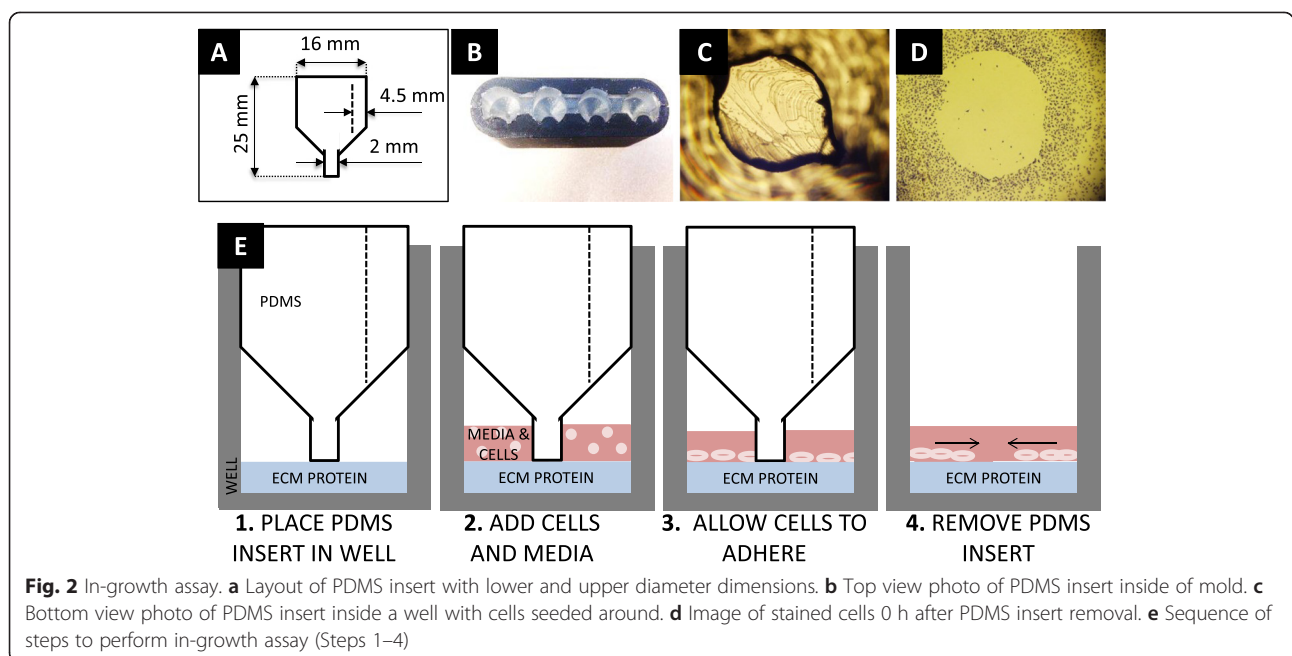 A
16 mm
25 mm
4.5 mm
2 mm
B
C
D
E
PDMS
WELL
ECM PROTEIN
MEDIA &
CELLS
ECM PROTEIN
ECM PROTEIN
ECM PROTEIN
1. PLACE PDMS
INSERT IN WELL
2. ADD CELLS
AND MEDIA
3. ALLOW CELLS TO
ADHERE
4. REMOVE PDMS
INSERT
Fig. 2 In-growth assay. a Layout of PDMS insert with lower and upper diameter dimensions. b Top view photo of PDMS insert inside of mold. c
Bottom view photo of PDMS insert inside a well with cells seeded around. d Image of stained cells 0 h after PDMS insert removal. e Sequence of
steps to perform in-growth assay (Steps 1–4)